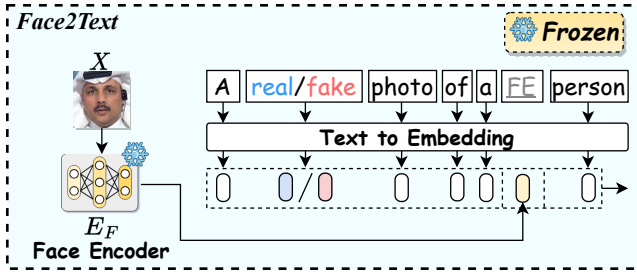 Face2Text
Frozen
X
A real/fake photo of a FE person
Text to Embedding
/
E_F
Face Encoder